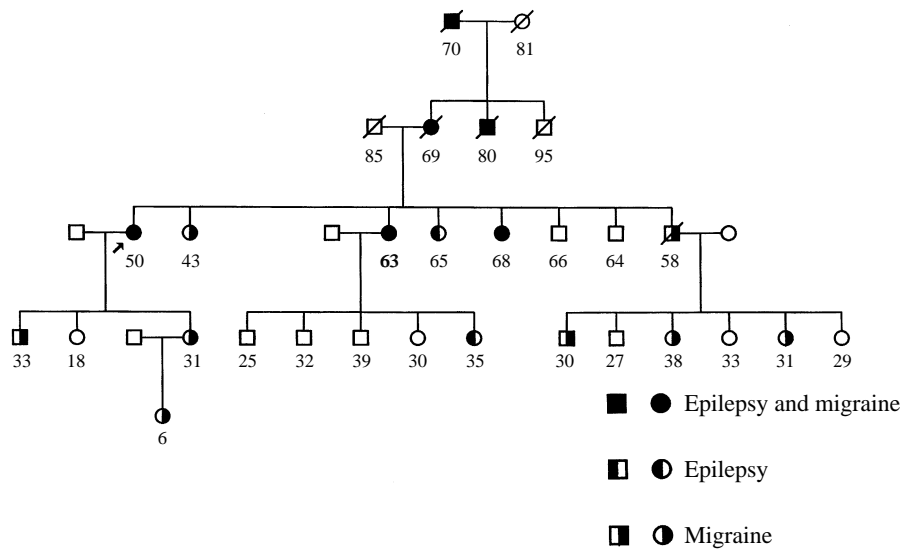 70 81
85 69 80 95
50 43 63 65 68 66 64 58
33 18 31 25 32 39 30 35 30 27 38 33 31 29
Epilepsy and migraine
6
Epilepsy
Migraine